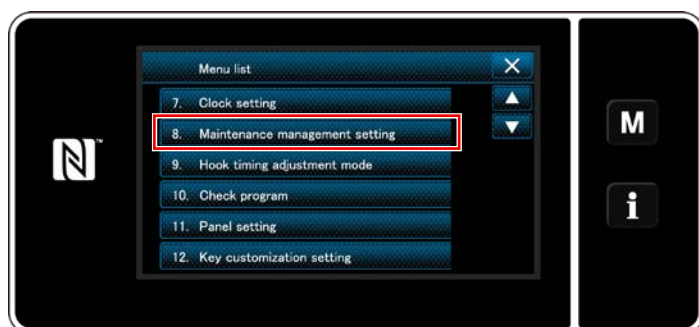 Menu list
7. Clock setting
8. Maintenance management setting
M
9. Hook timing adjustment mode
10. Check program
i
11. Panel setting
12. Key customization setting